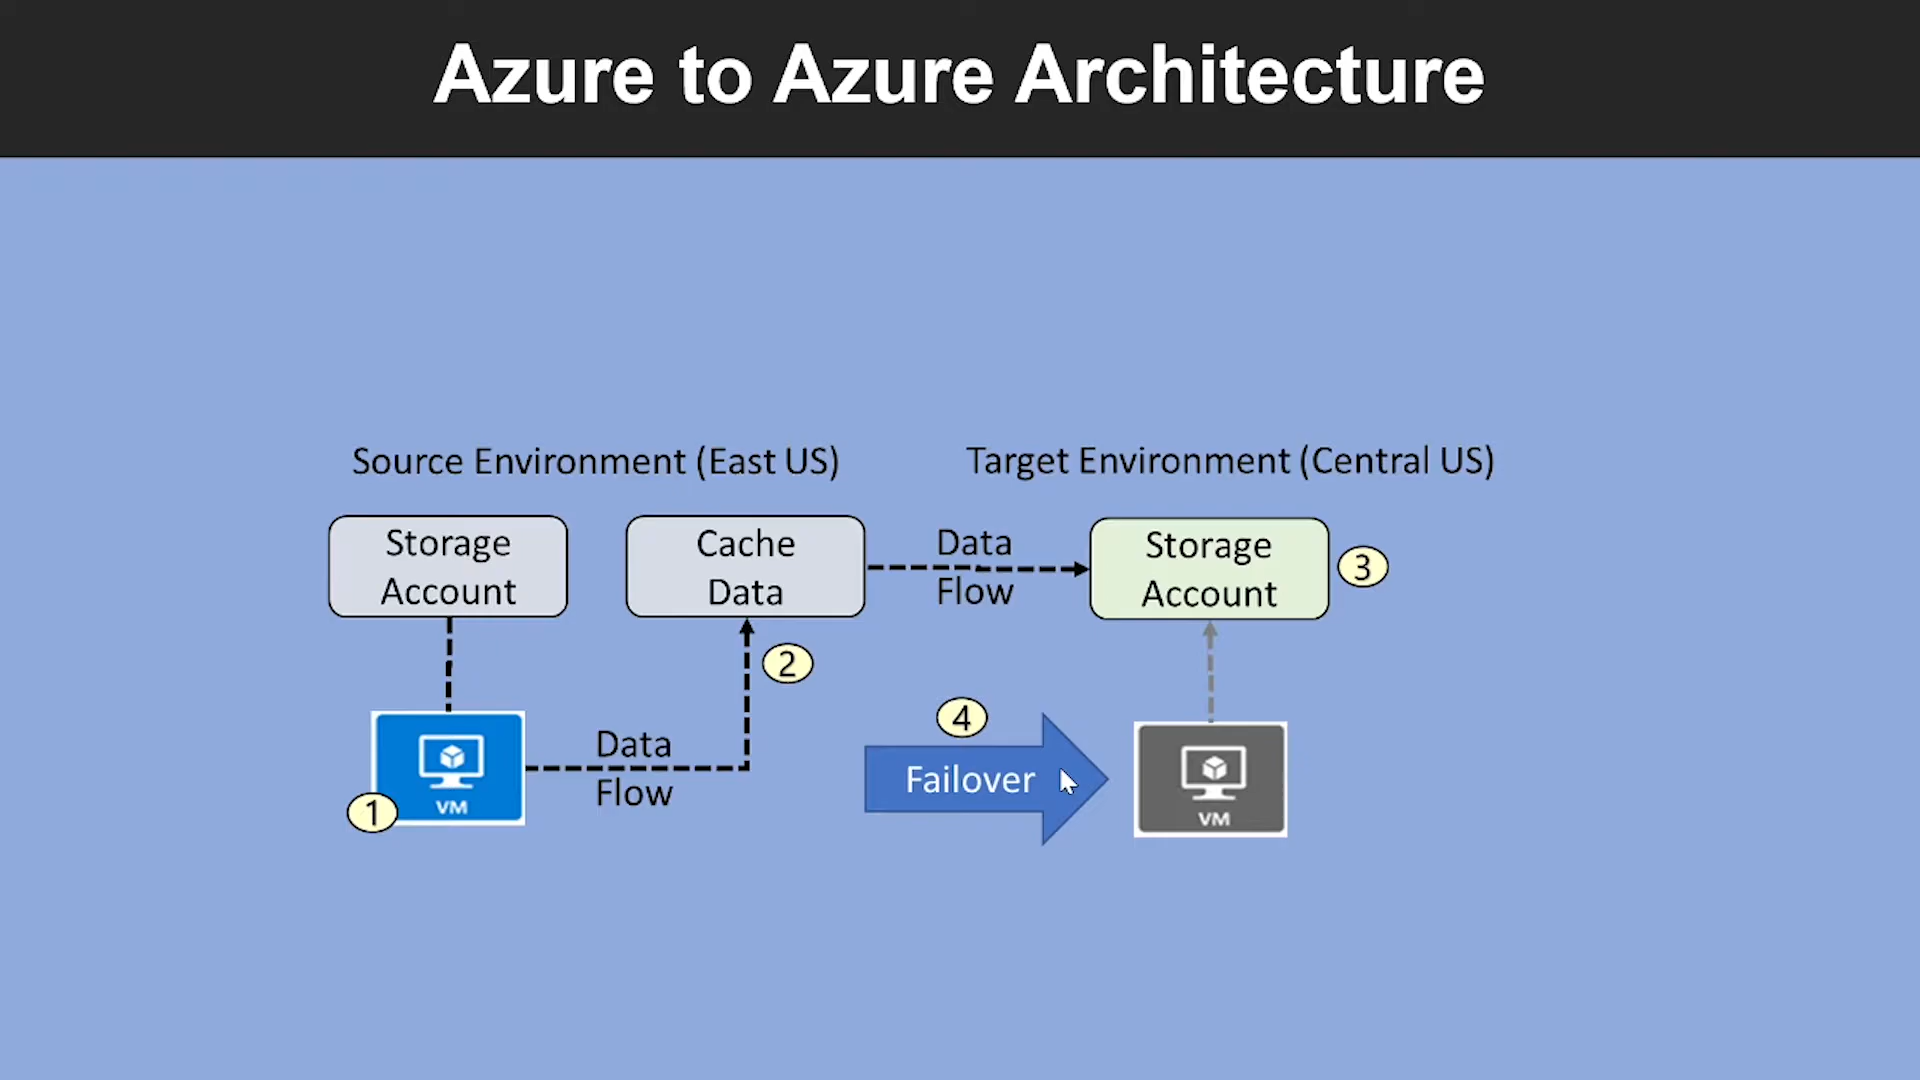 Azure to Azure Architecture
Source Environment (East US)
Target Environment (Central US)
Storage
Account
Cache
Data
Data
Flow
Storage
Account
3
2
VM
1
Data
Flow
4
Failover
VM